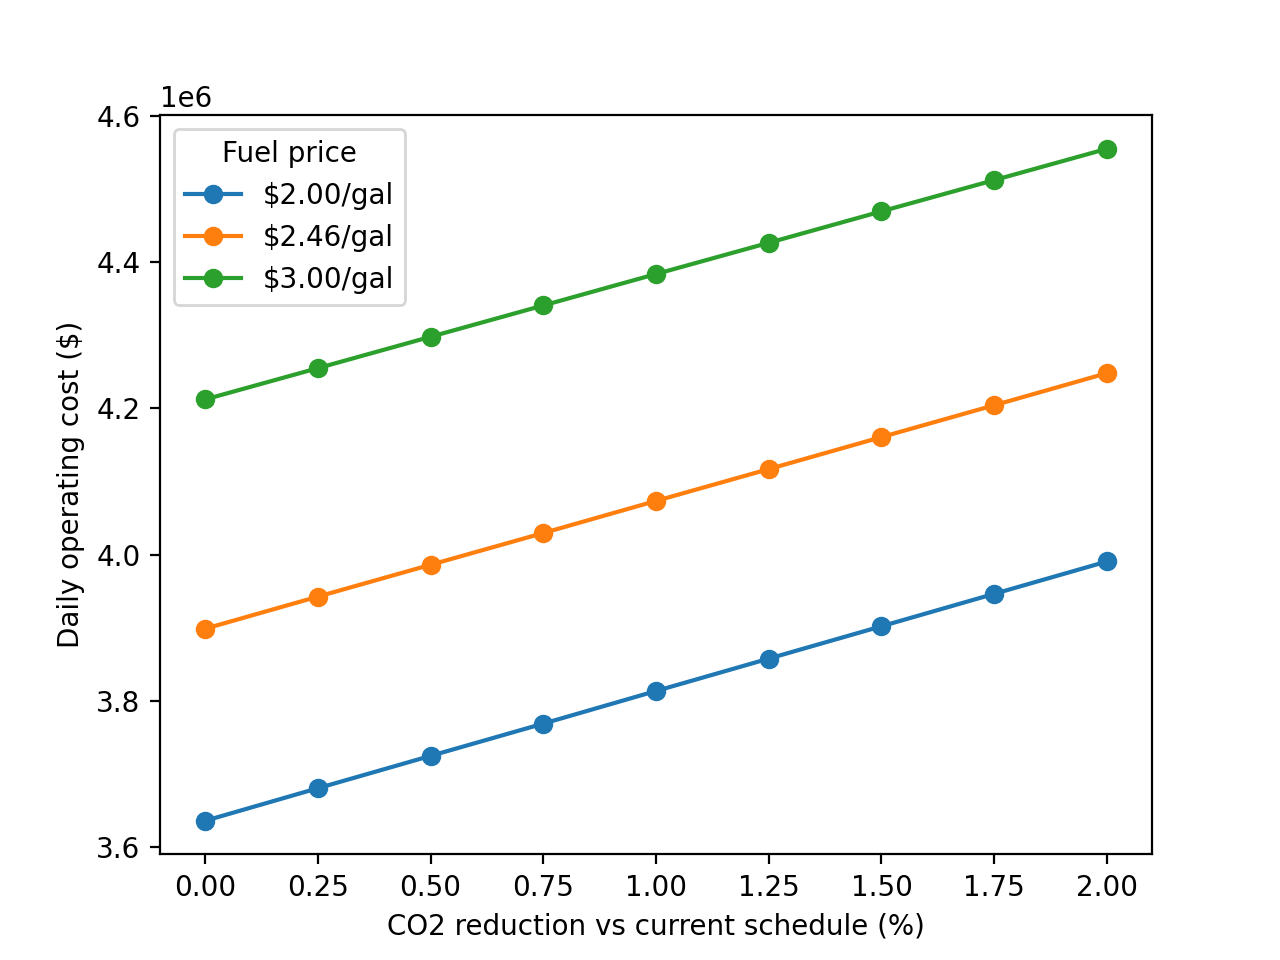 1e6
4.6
4.4
4.2
4.0
3.8
3.6
Daily operating cost ($)
Fuel price
$2.00/gal
$2.46/gal
$3.00/gal
0.00 0.25 0.50 0.75 1.00 1.25 1.50 1.75 2.00
CO2 reduction vs current schedule (%)